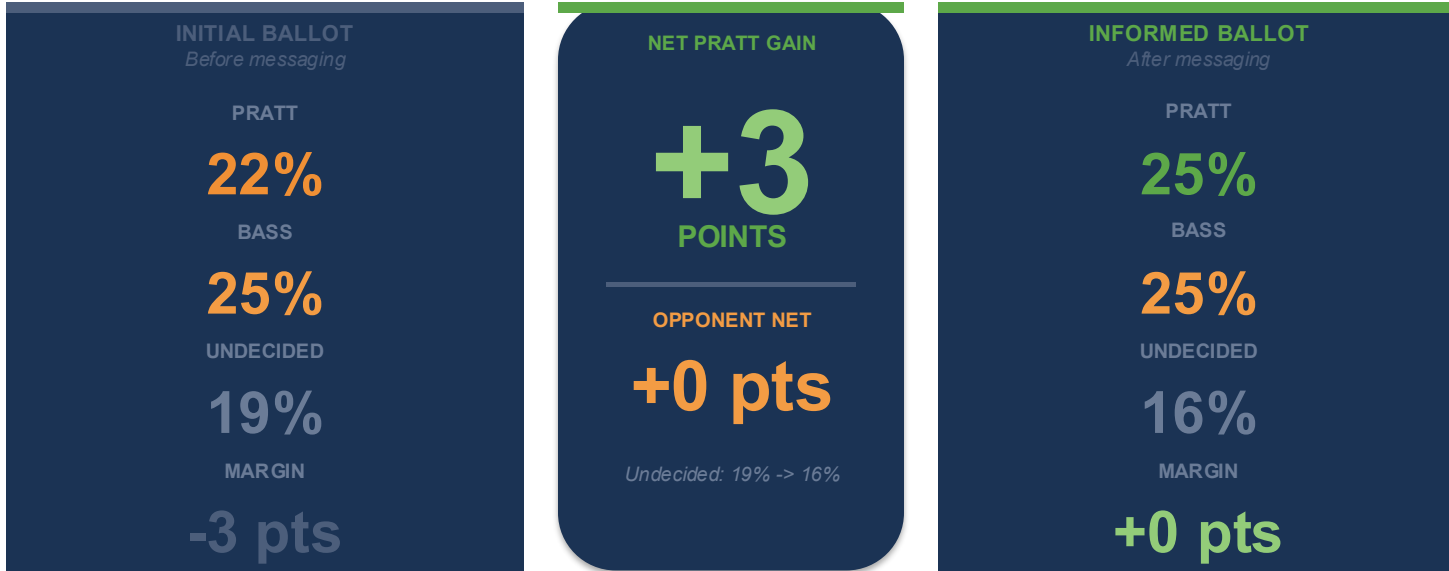 INITIAL BALLOT
Before messaging
PRATT
22%
BASS
25%
UNDECIDED
19%
MARGIN
-3 pts
NET PRATT GAIN
+3
POINTS
OPPONENT NET
+0 pts
Undecided: 19% -> 16%
INFORMED BALLOT
After messaging
PRATT
25%
BASS
25%
UNDECIDED
16%
MARGIN
+0 pts